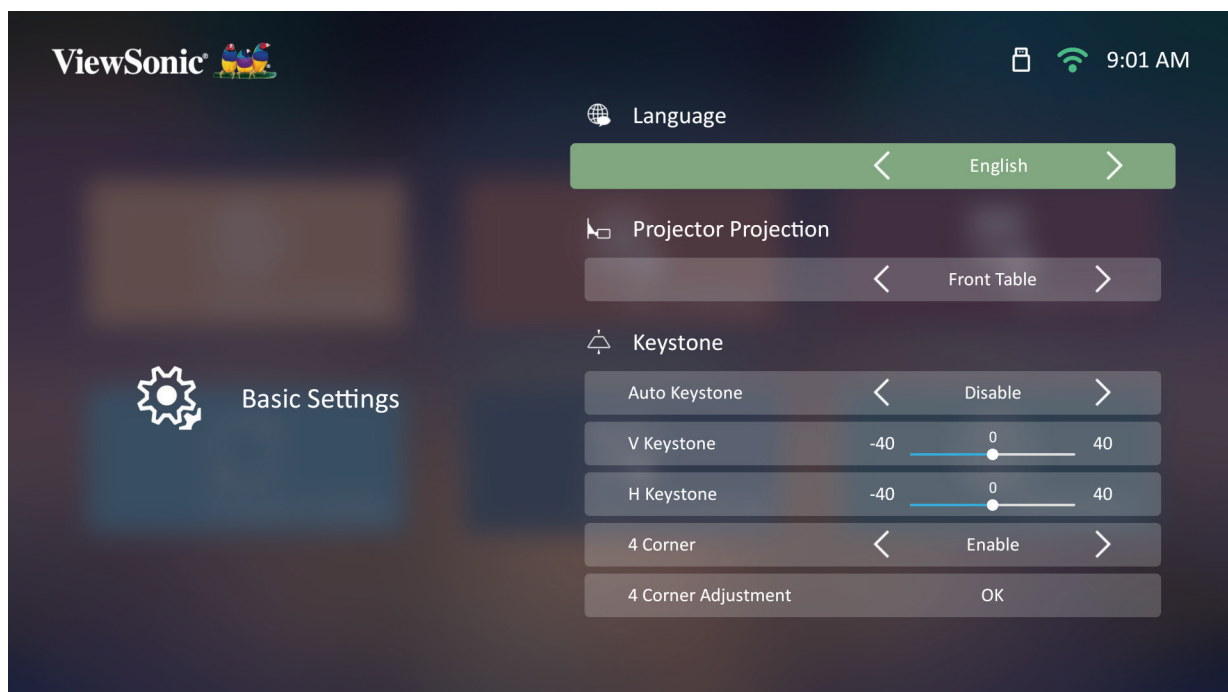 ViewSonic®
9:01 AM
Language
English
Projector Projection
Front Table
Keystone
Auto Keystone Disable
V Keystone -40 0 40
H Keystone -40 0 40
4 Corner Enable
4 Corner Adjustment OK
Basic Settings